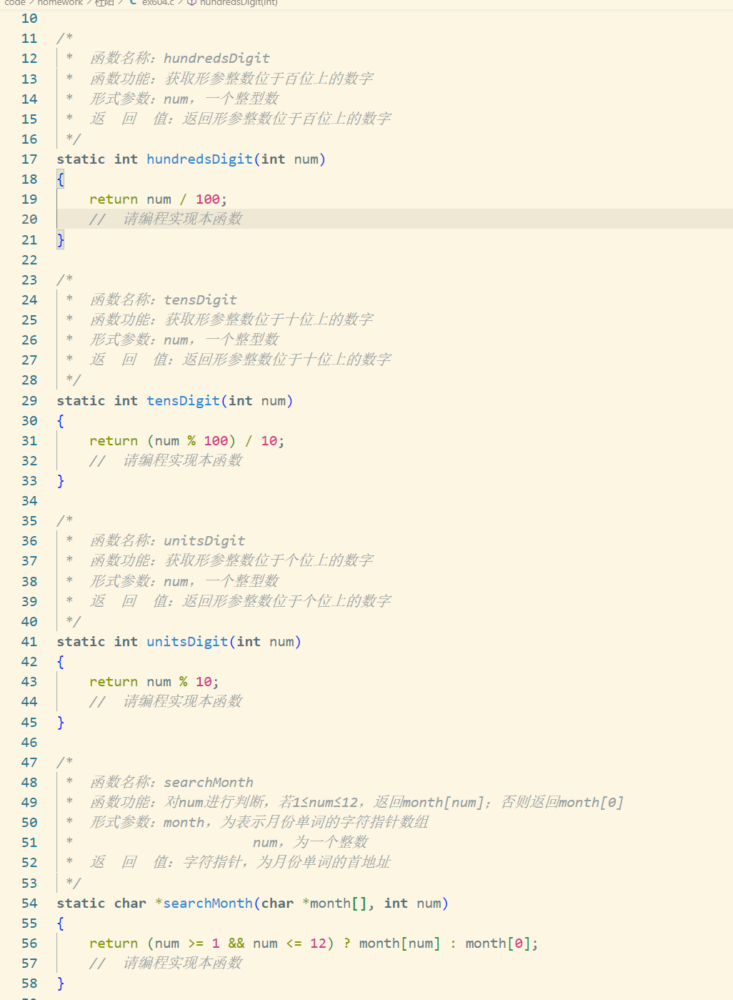 code > homework > 杜阳 > C ex604.c > hundredsDigit(int)
10
11 /*
12 * 函数名称：hundredsDigit
13 * 函数功能：获取形参整数位于百位上的数字
14 * 形式参数：num，一个整型数
15 * 返 回 值：返回形参整数位于百位上的数字
16 */
17 static int hundredsDigit(int num)
18 {
19 return num / 100;
20 // 请编程实现本函数
21 }
22
23 /*
24 * 函数名称：tensDigit
25 * 函数功能：获取形参整数位于十位上的数字
26 * 形式参数：num，一个整型数
27 * 返 回 值：返回形参整数位于十位上的数字
28 */
29 static int tensDigit(int num)
30 {
31 return (num % 100) / 10;
32 // 请编程实现本函数
33 }
34
35 /*
36 * 函数名称：unitsDigit
37 * 函数功能：获取形参整数位于个位上的数字
38 * 形式参数：num，一个整型数
39 * 返 回 值：返回形参整数位于个位上的数字
40 */
41 static int unitsDigit(int num)
42 {
43 return num % 10;
44 // 请编程实现本函数
45 }
46
47 /*
48 * 函数名称：searchMonth
49 * 函数功能：对num进行判断，若1≤num≤12，返回month[num]；否则返回month[0]
50 * 形式参数：month，为表示月份单词的字符指针数组
51 * num，为一个整数
52 * 返 回 值：字符指针，为月份单词的首地址
53 */
54 static char *searchMonth(char *month[], int num)
55 {
56 return (num >= 1 && num <= 12) ? month[num] : month[0];
57 // 请编程实现本函数
58 }